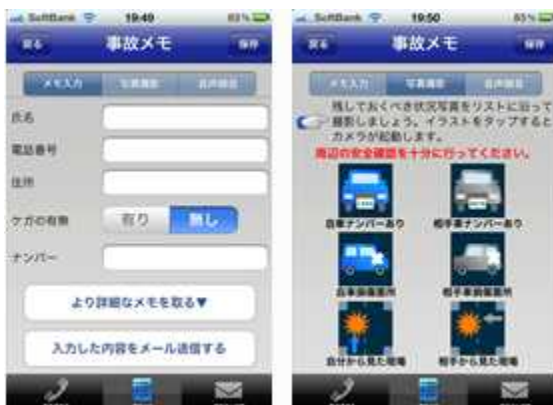 SoftBank 19:49 83%
戻る 事故メモ 保存
メモ入力 写真撮影
氏名
電話番号
住所
ケガの有無 有り 無し
ナンバー
より詳細なメモを取る▼
入力した内容をメール送信する
SoftBank 19:50 85%
戻る 事故メモ 保存
メモ入力 写真撮影
残しておくべき状況写真をリストに沿って
撮影しましょう。イラストをタップすると
カメラが起動します。
周辺の安全確認を十分に行ってください。
自車ナンバーあり 相手車ナンバーあり
自車損傷箇所 相手車損傷箇所
自分から見た現場 相手から見た現場